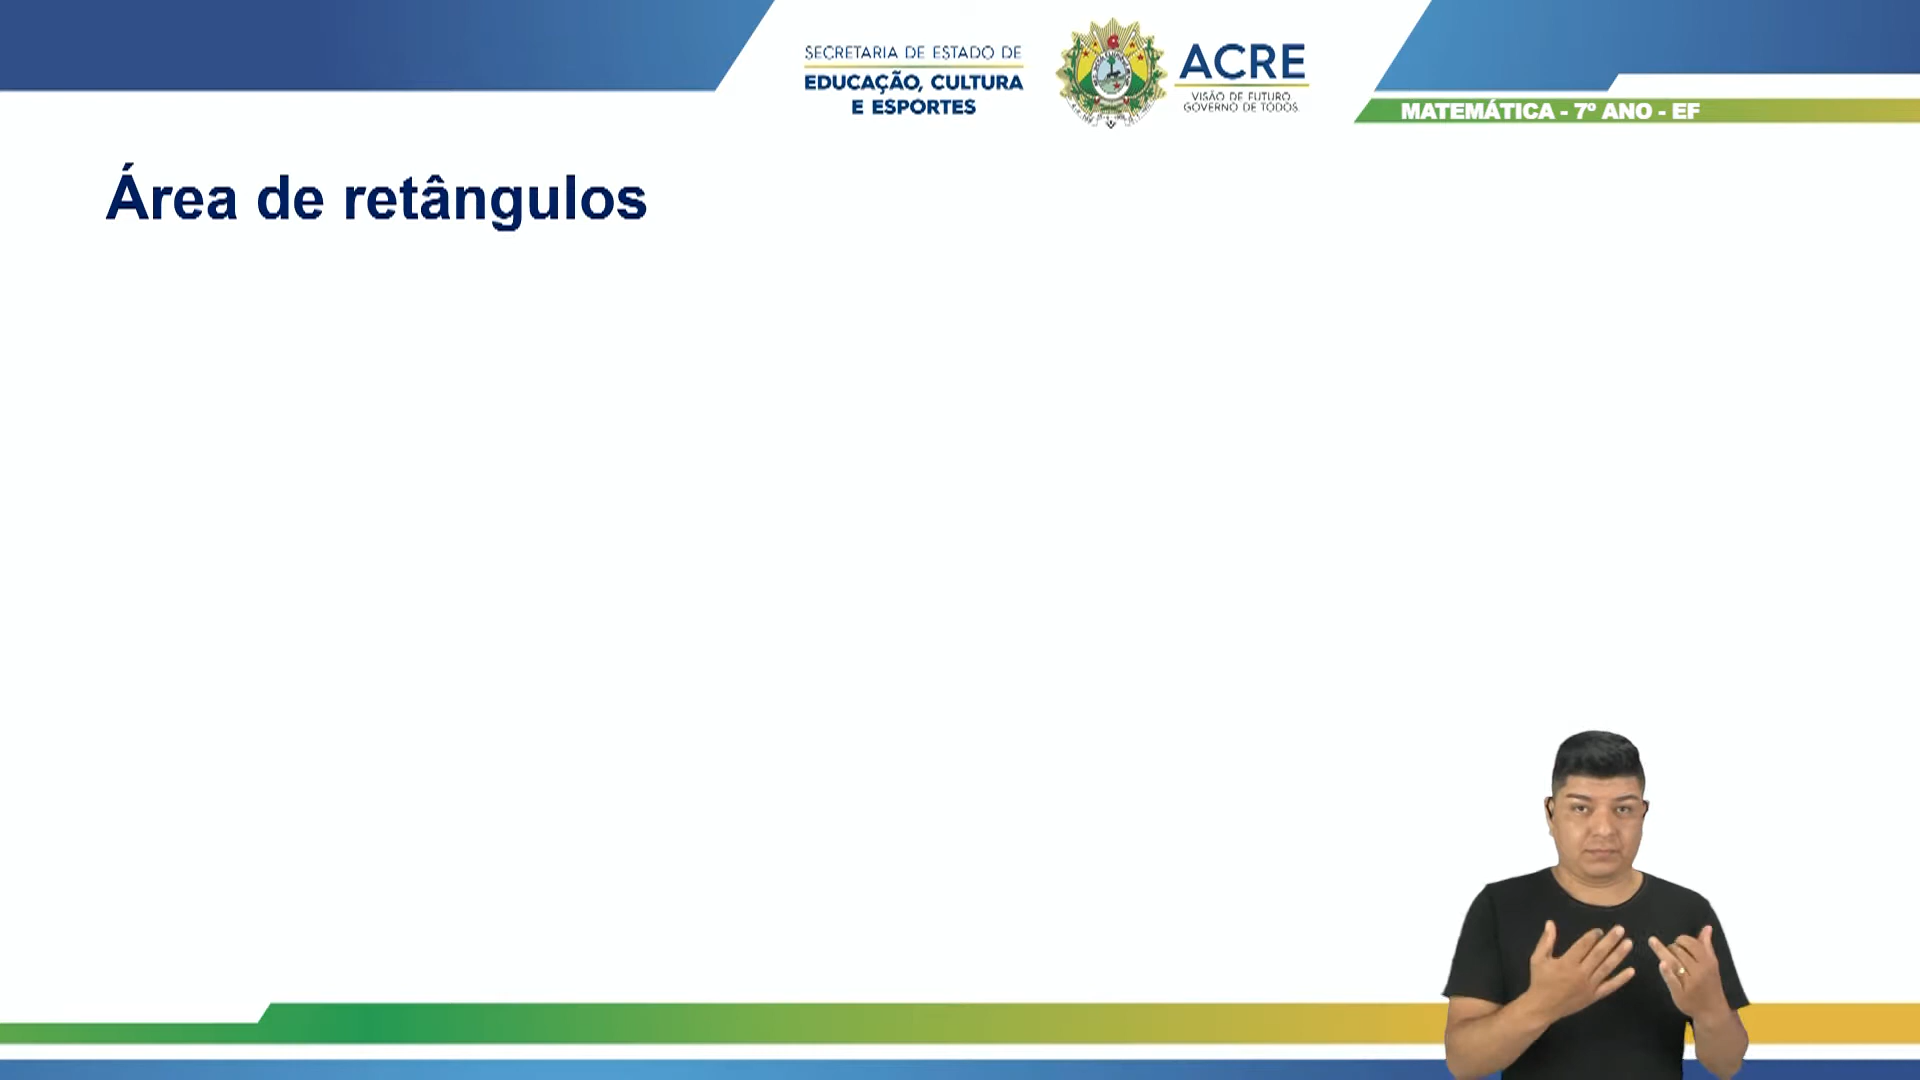 SECRETARIA DE ESTADO DE
EDUCAÇÃO, CULTURA
E ESPORTES
ACRE
VISÃO DE FUTURO
GOVERNO DE TODOS
MATEMÁTICA - 7º ANO - EF
Área de retângulos